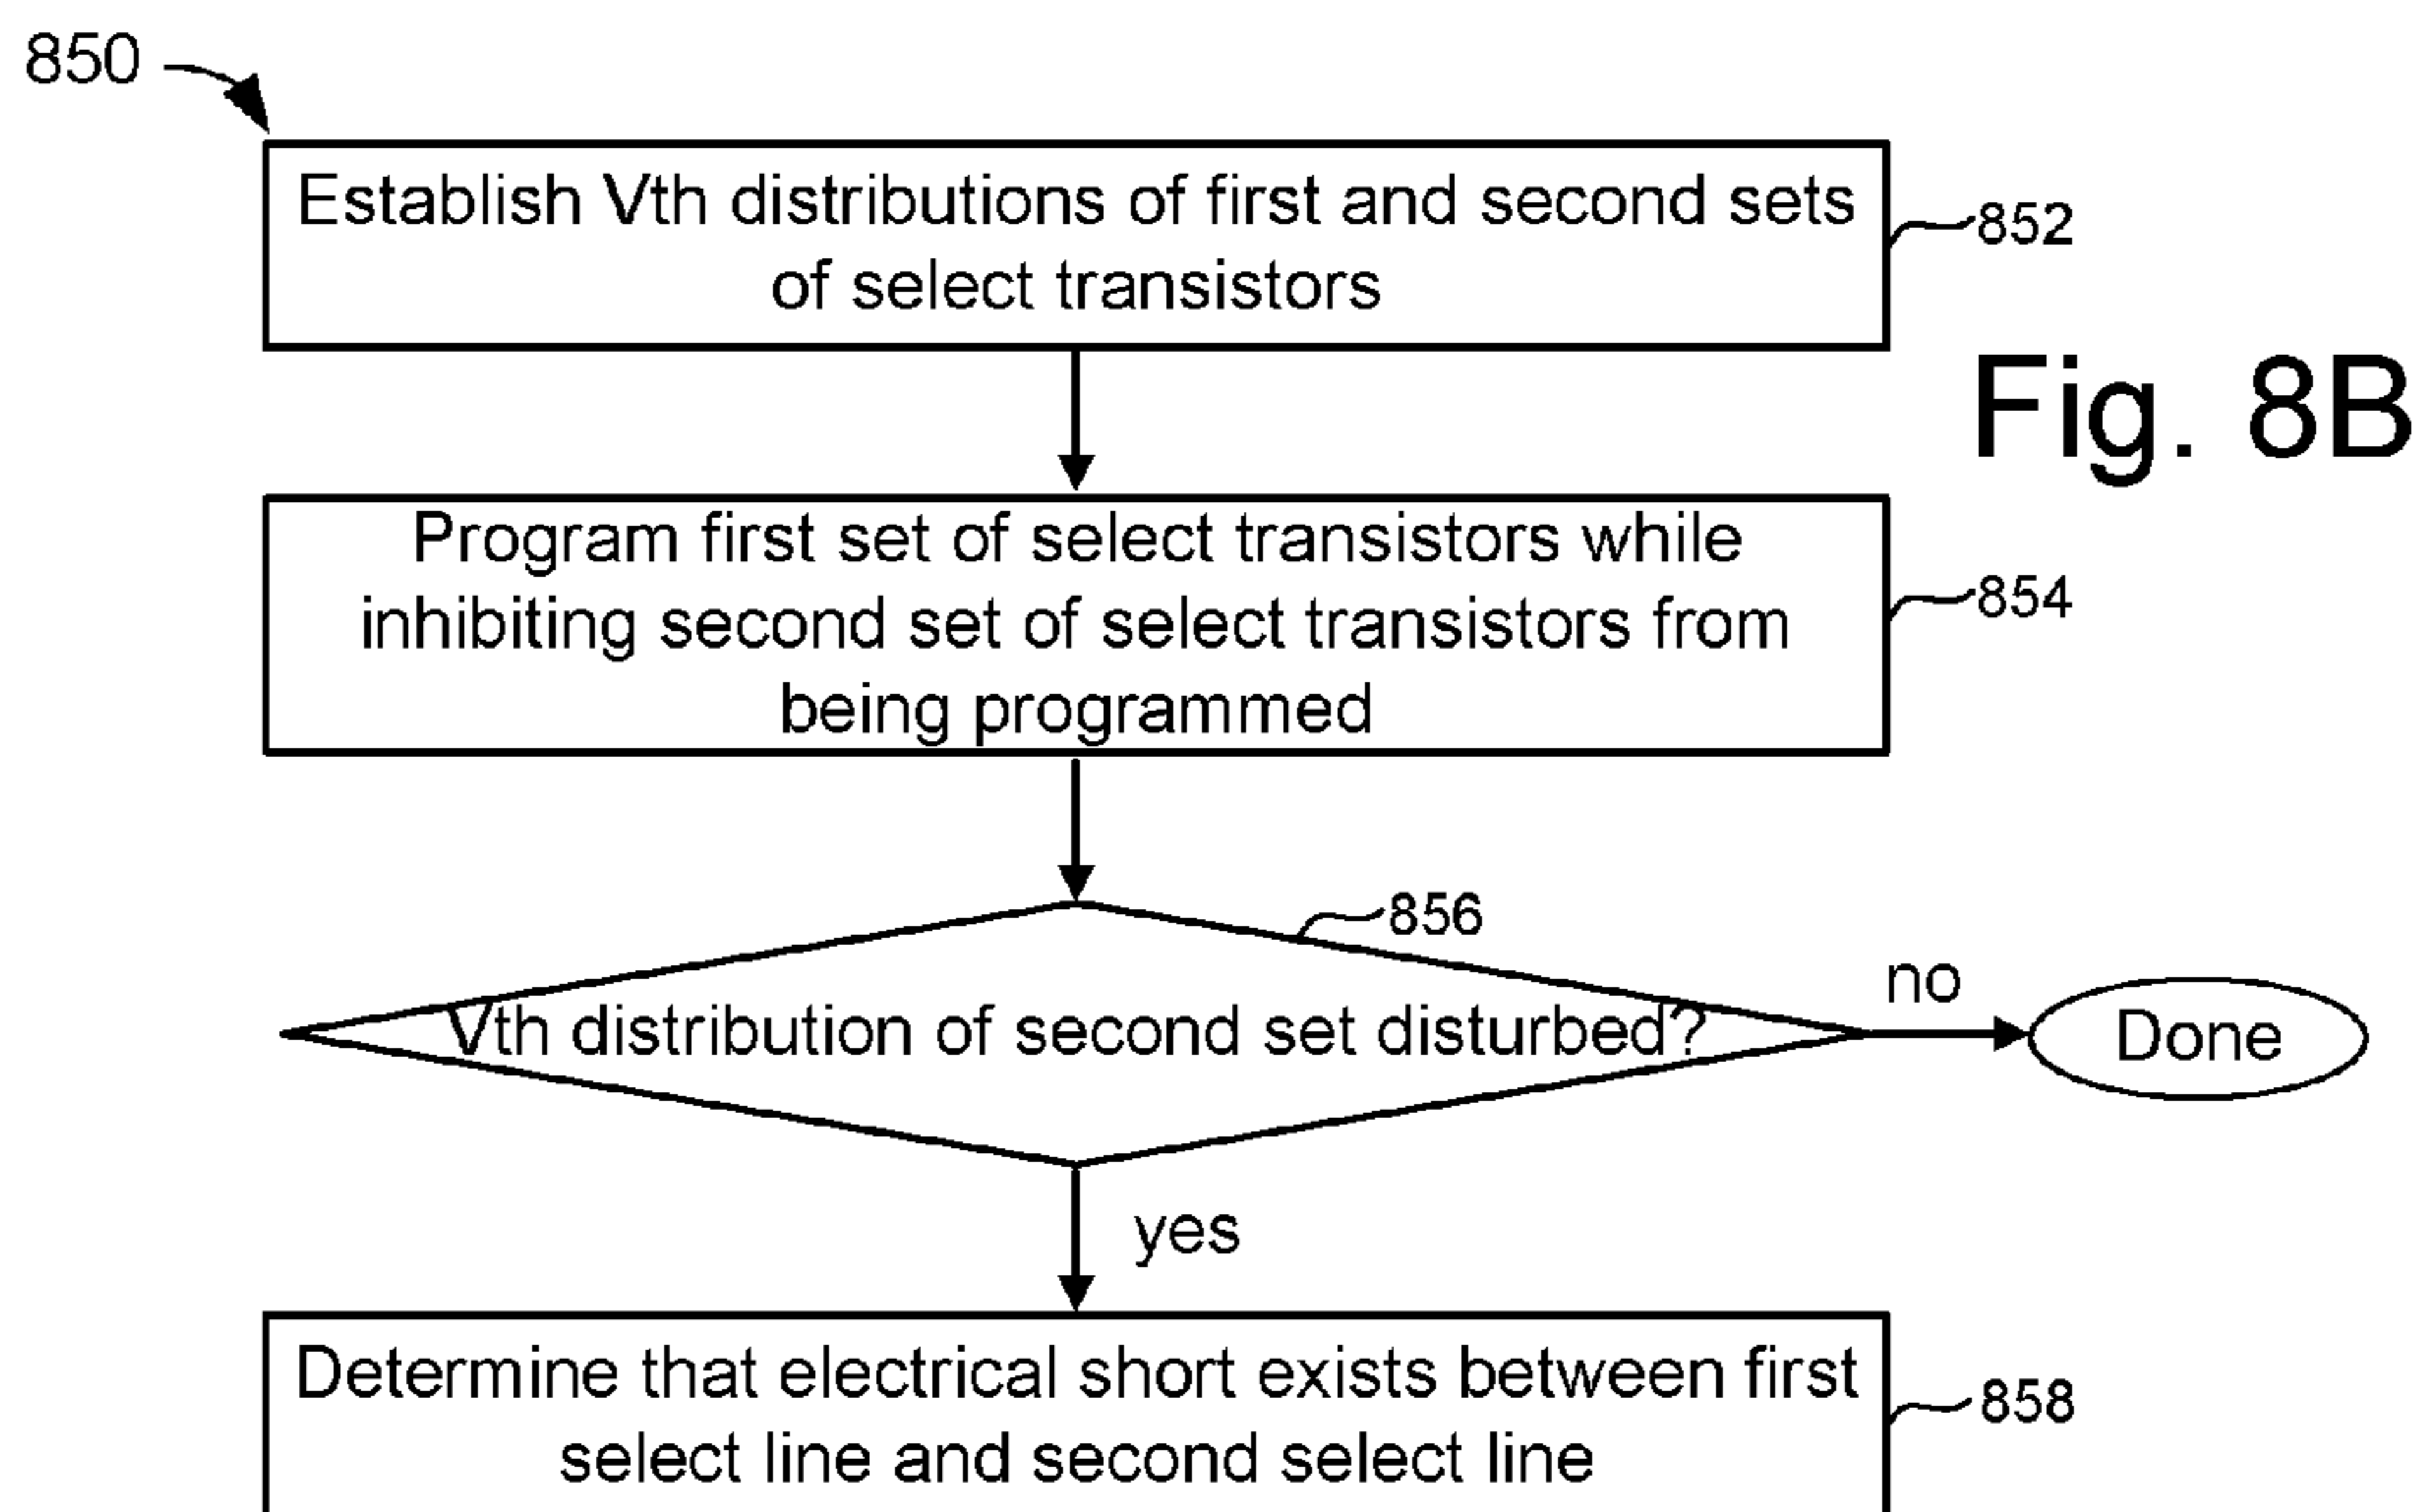 850
Establish Vth distributions of first and second sets
of select transistors
852
Fig. 8B
Program first set of select transistors while
inhibiting second set of select transistors from
being programmed
854
856
Vth distribution of second set disturbed?
no
Done
yes
Determine that electrical short exists between first
select line and second select line
858